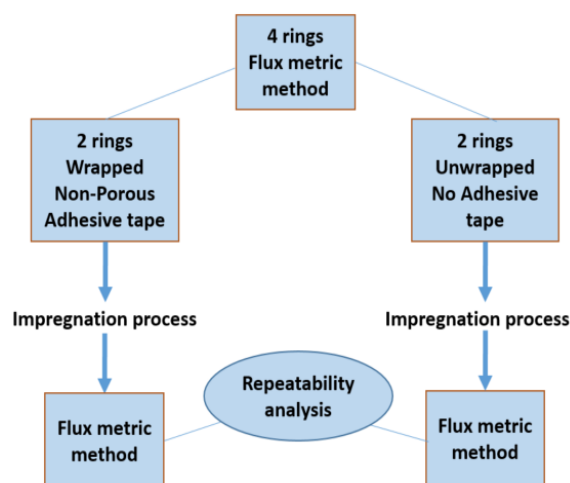 4 rings
Flux metric
method
2 rings
Wrapped
Non-Porous
Adhesive tape
2 rings
Unwrapped
No Adhesive
tape
Impregnation process
Impregnation process
Repeatability
analysis
Flux metric
method
Flux metric
method